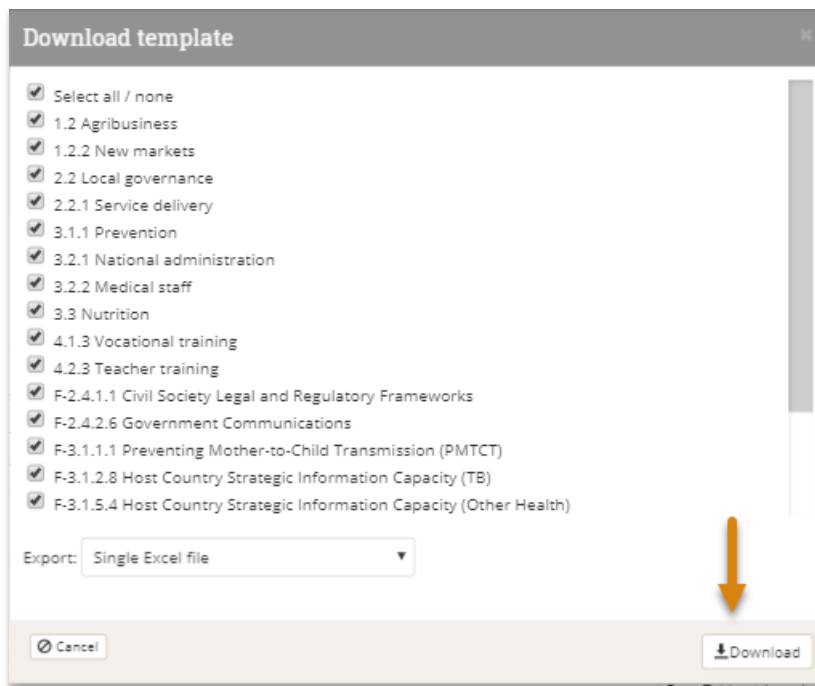 Download template
Select all / none
1.2 Agribusiness
1.2.2 New markets
2.2 Local governance
2.2.1 Service delivery
3.1.1 Prevention
3.2.1 National administration
3.2.2 Medical staff
3.3 Nutrition
4.1.3 Vocational training
4.2.3 Teacher training
F-2.4.1.1 Civil Society Legal and Regulatory Frameworks
F-2.4.2.6 Government Communications
F-3.1.1.1 Preventing Mother-to-Child Transmission (PMTCT)
F-3.1.2.8 Host Country Strategic Information Capacity (TB)
F-3.1.5.4 Host Country Strategic Information Capacity (Other Health)
Export: Single Excel file
Cancel Download